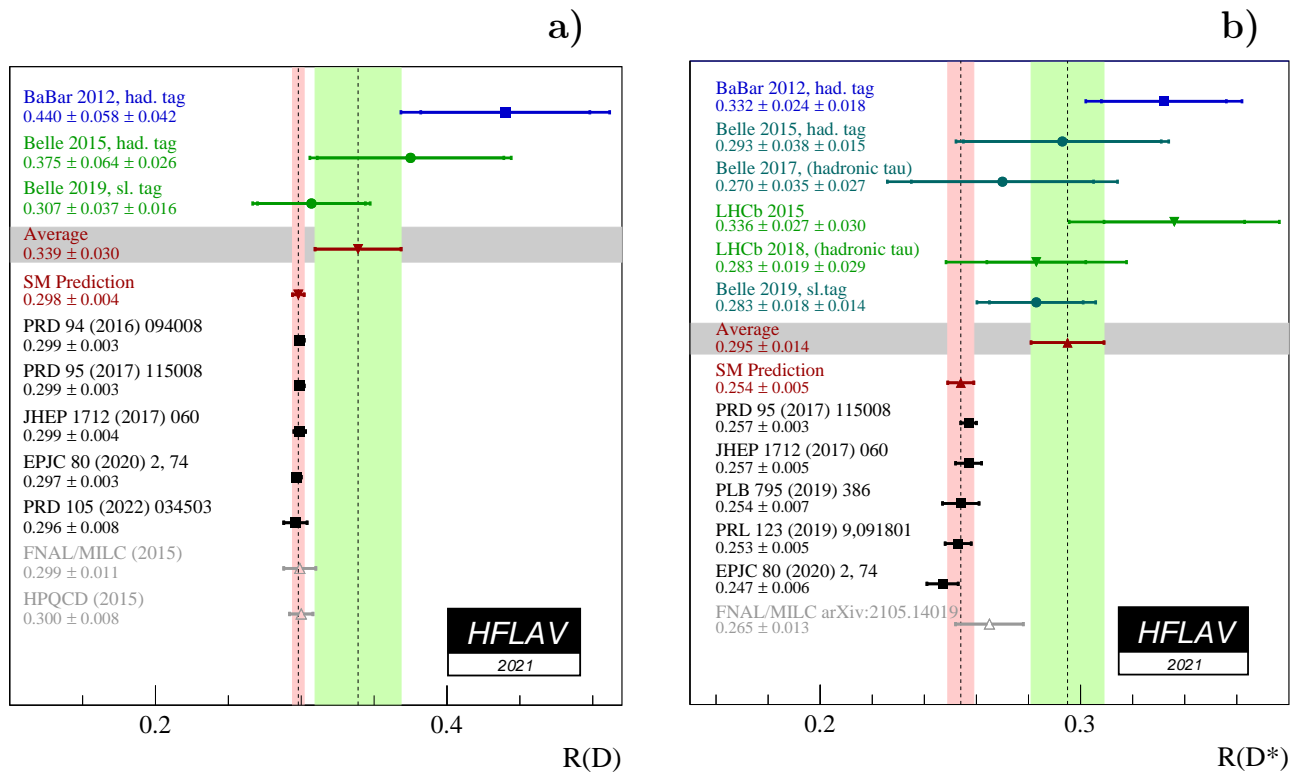 a)
BaBar 2012, had. tag
0.440 ± 0.058 ± 0.042
Belle 2015, had. tag
0.375 ± 0.064 ± 0.026
Belle 2019, sl. tag
0.307 ± 0.037 ± 0.016
Average
0.339 ± 0.030
SM Prediction
0.298 ± 0.004
PRD 94 (2016) 094008
0.299 ± 0.003
PRD 95 (2017) 115008
0.299 ± 0.003
JHEP 1712 (2017) 060
0.299 ± 0.004
EPJC 80 (2020) 2, 74
0.297 ± 0.003
PRD 105 (2022) 034503
0.296 ± 0.008
FNAL/MILC (2015)
0.299 ± 0.011
HPQCD (2015)
0.300 ± 0.008
HFLAV
2021
0.2 0.4
R(D)
b)
BaBar 2012, had. tag
0.332 ± 0.024 ± 0.018
Belle 2015, had. tag
0.293 ± 0.038 ± 0.015
Belle 2017, (hadronic tau)
0.270 ± 0.035 ± 0.027
LHCb 2015
0.336 ± 0.027 ± 0.030
LHCb 2018, (hadronic tau)
0.283 ± 0.019 ± 0.029
Belle 2019, sl.tag
0.283 ± 0.018 ± 0.014
Average
0.295 ± 0.014
SM Prediction
0.254 ± 0.005
PRD 95 (2017) 115008
0.257 ± 0.003
JHEP 1712 (2017) 060
0.257 ± 0.005
PLB 795 (2019) 386
0.254 ± 0.007
PRL 123 (2019) 9,091801
0.253 ± 0.005
EPJC 80 (2020) 2, 74
0.247 ± 0.006
FNAL/MILC arXiv:2105.14019
0.265 ± 0.013
HFLAV
2021
0.2 0.3
R(D*)